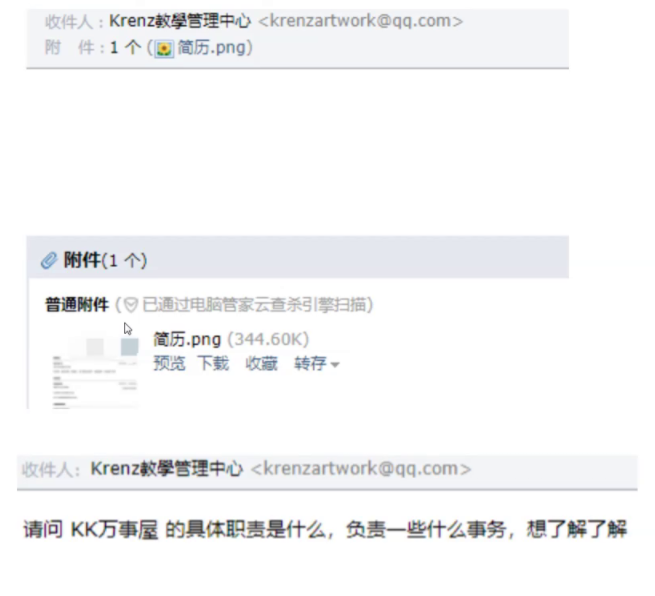 收件人：Krenz教學管理中心 <krenzartwork@qq.com>
附 件：1 个 (简历.png)
附件(1 个)
普通附件 (已通过电脑管家云查杀引擎扫描)
简历.png (344.60K)
预览 下载 收藏 转存
收件人：Krenz教學管理中心 <krenzartwork@qq.com>
请问 KK万事屋 的具体职责是什么，负责一些什么事务，想了解了解